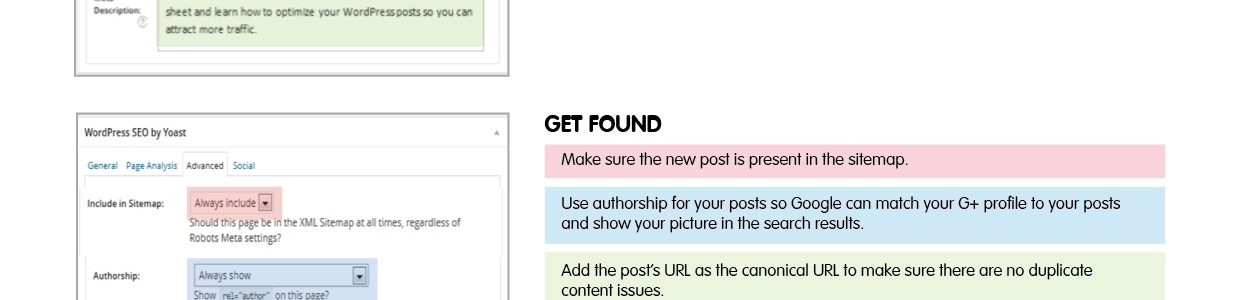 Description:
sheet and learn how to optimize your WordPress posts so you can
attract more traffic.
WordPress SEO by Yoast
General Page Analysis Advanced Social
Include in Sitemap:
Always include
Should this page be in the XML Sitemap at all times, regardless of
Robots Meta settings?
Authorship:
Always show
Show rel="author" on this page?
GET FOUND
Make sure the new post is present in the sitemap.
Use authorship for your posts so Google can match your G+ profile to your posts
and show your picture in the search results.
Add the post's URL as the canonical URL to make sure there are no duplicate
content issues.